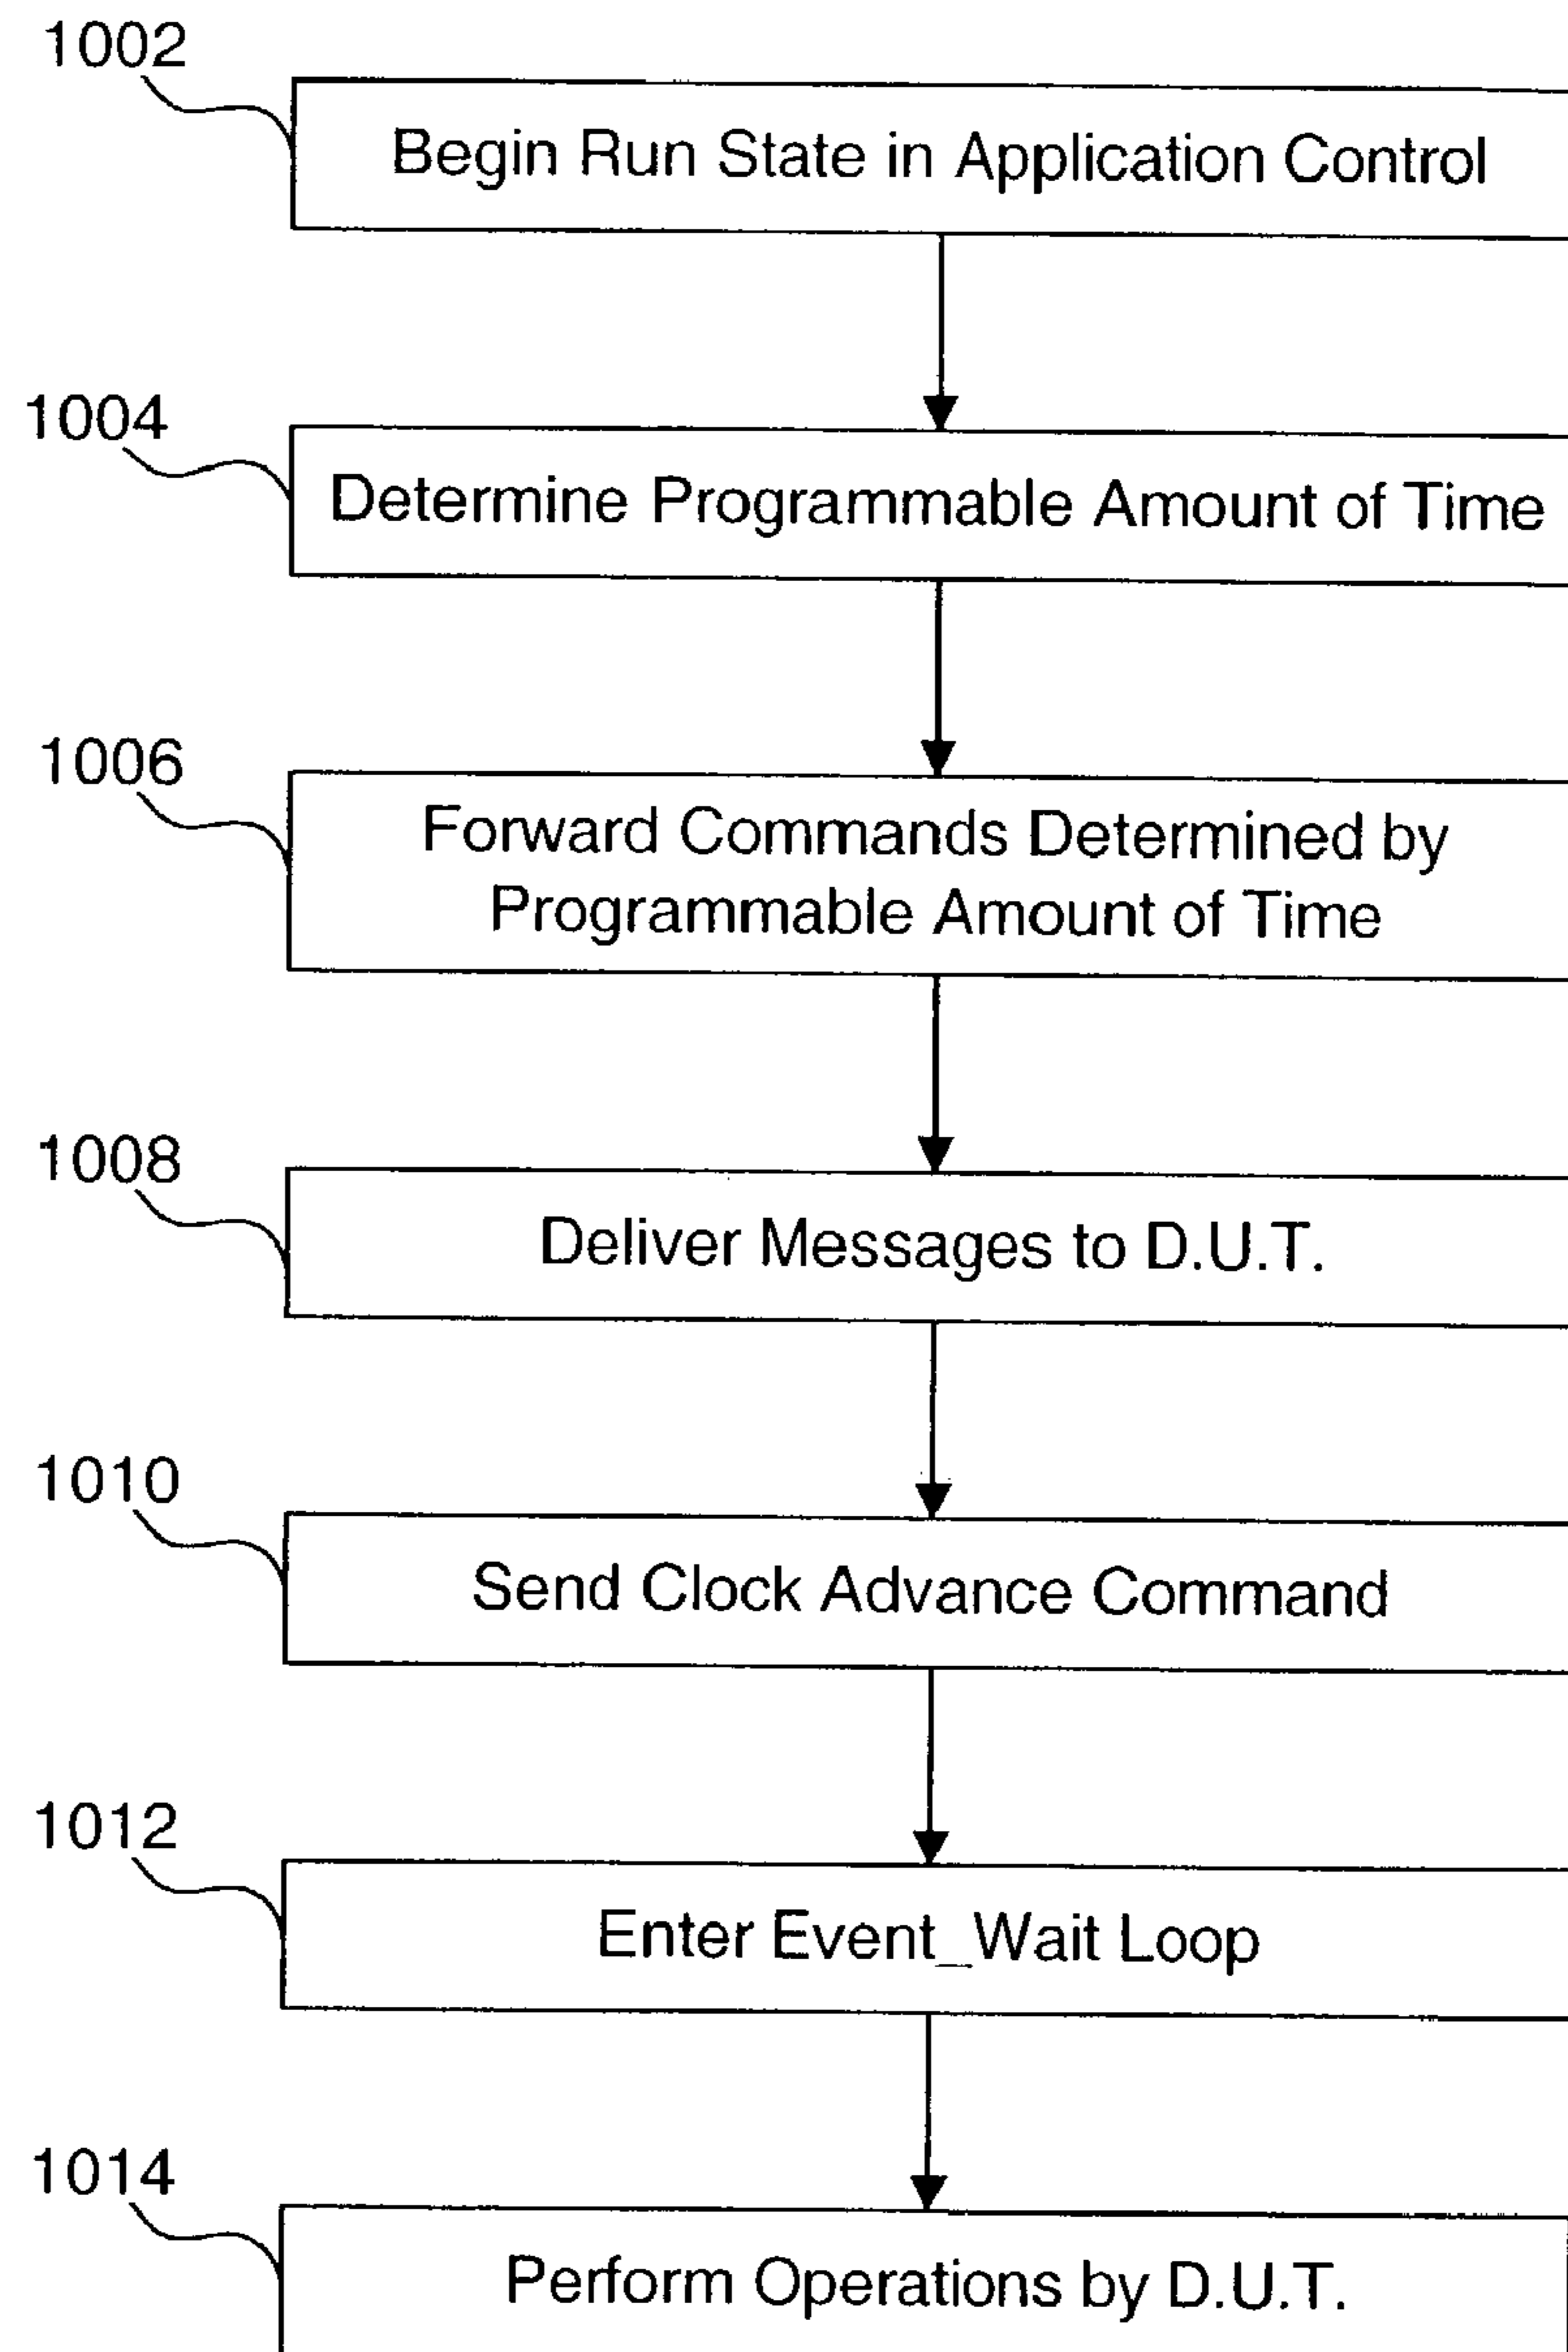 1002
Begin Run State in Application Control
1004
Determine Programmable Amount of Time
1006
Forward Commands Determined by
Programmable Amount of Time
1008
Deliver Messages to D.U.T.
1010
Send Clock Advance Command
1012
Enter Event_Wait Loop
1014
Perform Operations by D.U.T.